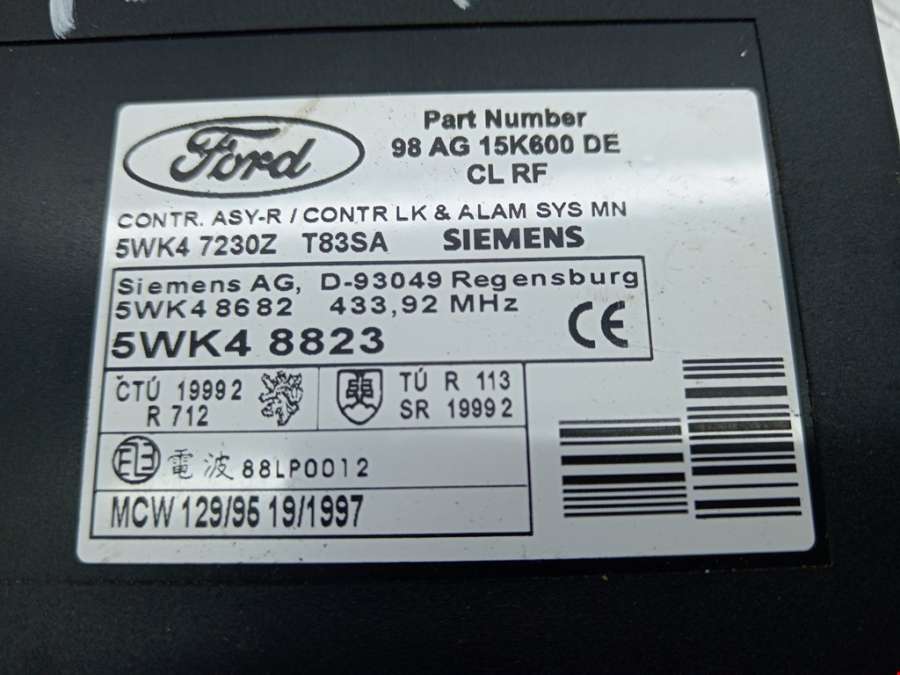 Ford
Part Number
98 AG 15K600 DE
CL RF
CONTR. ASY-R / CONTR LK & ALAM SYS MN
5WK4 7230Z T83SA SIEMENS
Siemens AG, D-93049 Regensburg
5WK4 8682 433,92 MHz
5WK4 8823 CE
ČTÚ 1999 2
R 712
TÚ R 113
SR 1999 2
電波 88LP0012
MCW 129/95 19/1997